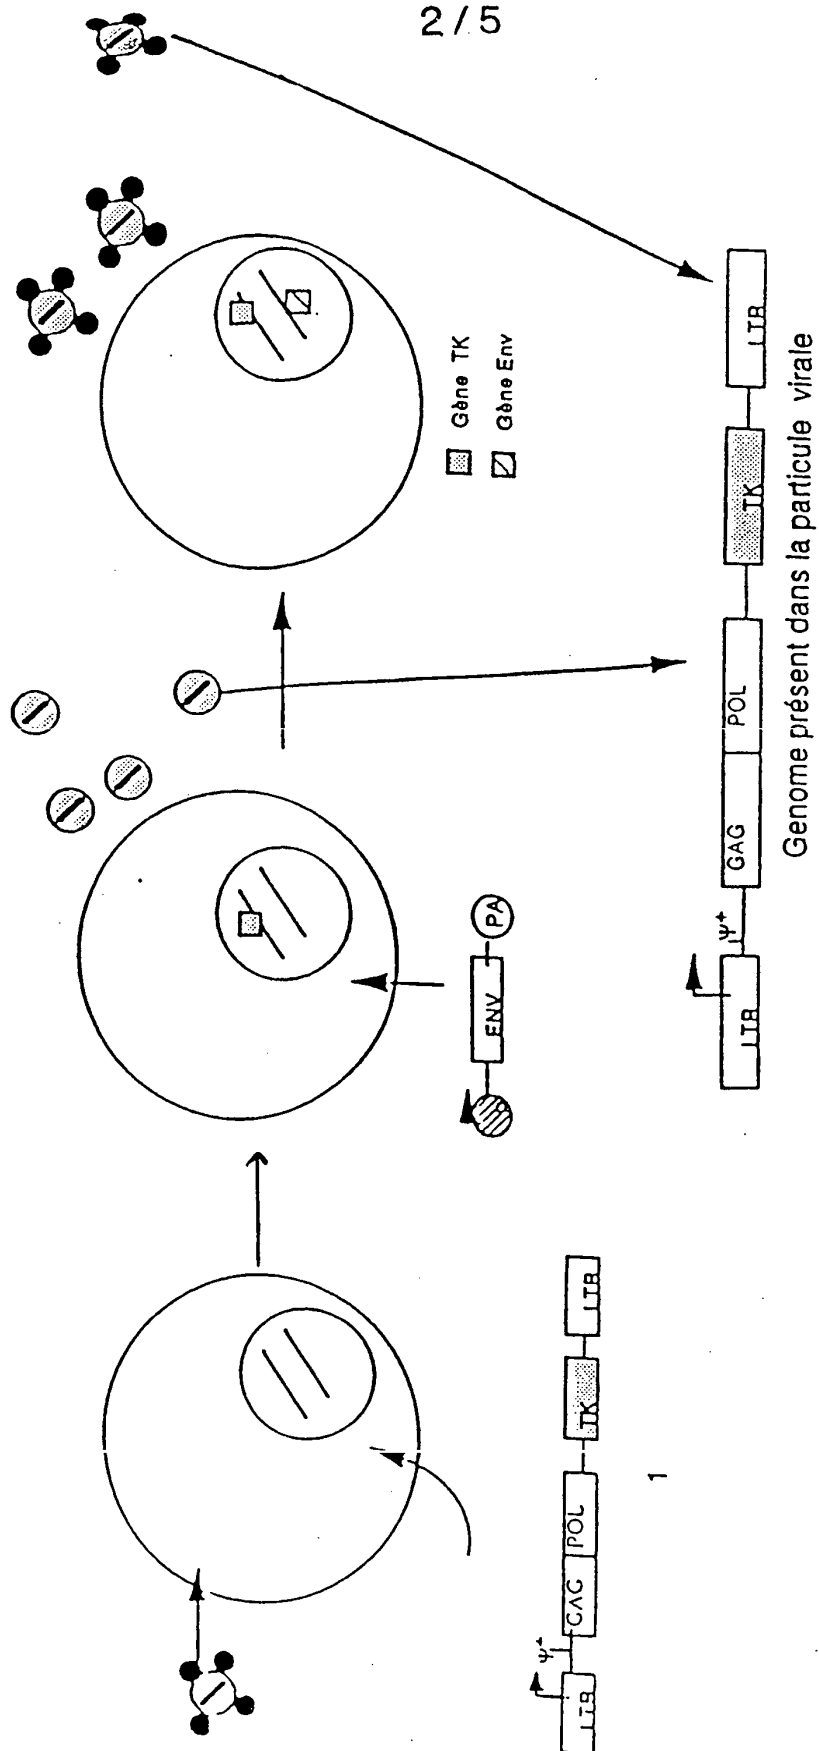 2/5
Gène TK
Gène Env
ENV
PA
LTR
ψ+
GAG
POL
TK
LTR
1
LTR
ψ+
GAG
POL
TK
LTR
Genome présent dans la particule virale